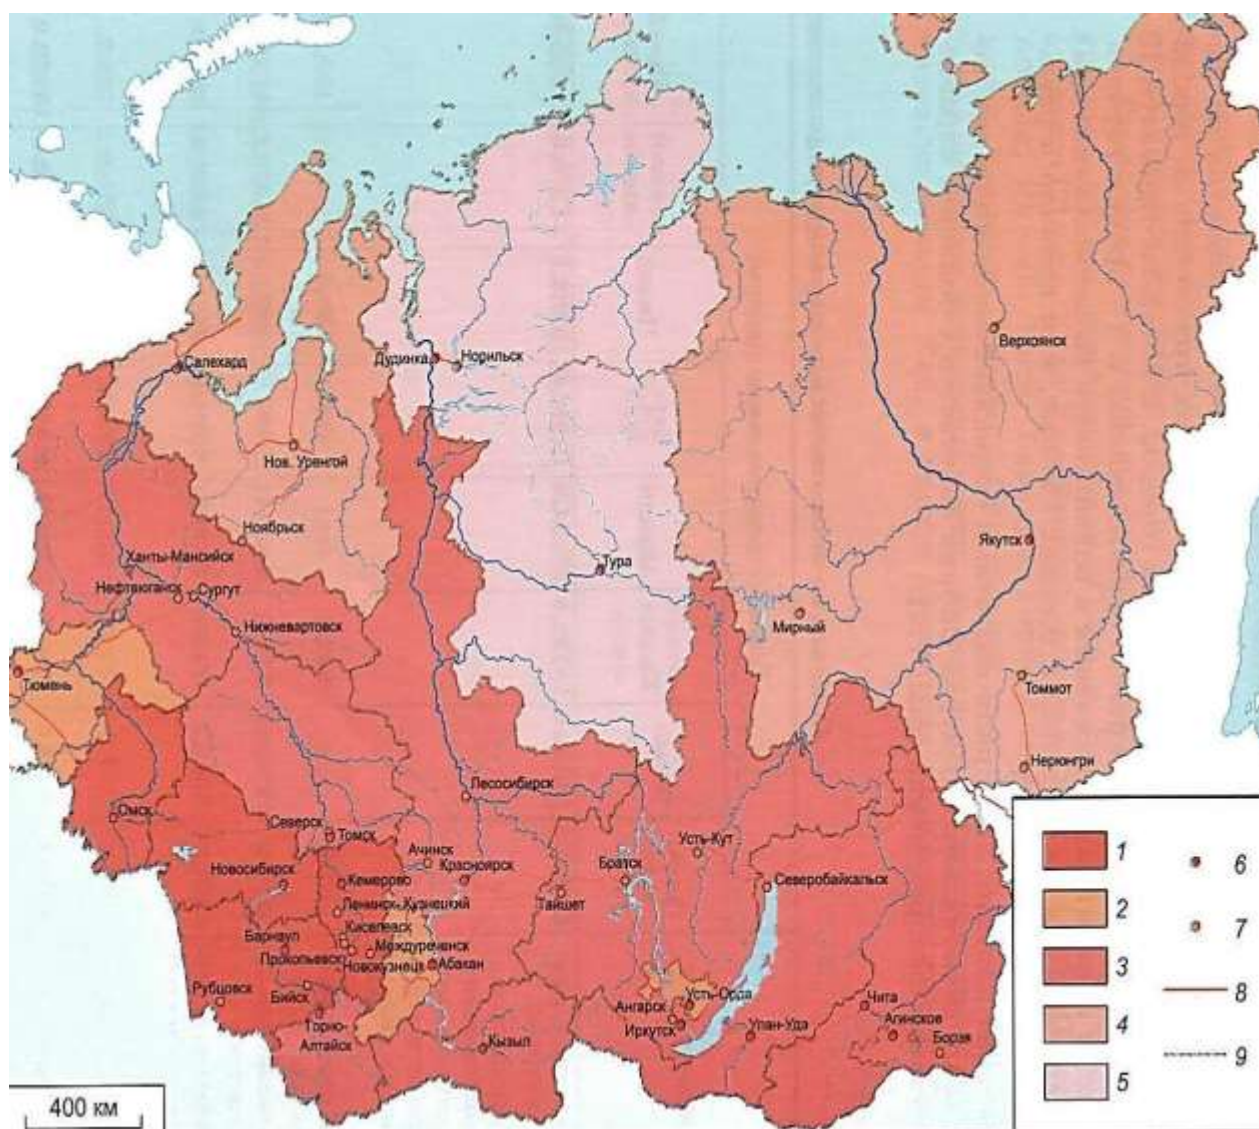 Салехард
Дудинка
Норильск
Верхоянск
Нов. Уренгой
Ноябрьск
Якутск
Ханты-Мансийск
Тура
Нефтеюганск
Сургут
Мирный
Нижневартовск
Тюмень
Томмот
Нерюнгри
Лесосибирск
Омск
Северск
Томск
Усть-Кут
Ачинск
Красноярск
Братск
Новосибирск
Кемерово
Северобайкальск
Тайшет
Ленинск-Кузнецкий
Киселевск
Барнаул
Междуреченск
Прокопьевск
Новокузнецк
Абакан
Рубцовск
Бийск
Ангарск
Усть-Орда
Чита
Горно-
Алтайск
Иркутск
Улан-Удэ
Агинское
Кызыл
Борзя
1
6
2
7
3
8
4
9
5
400 км